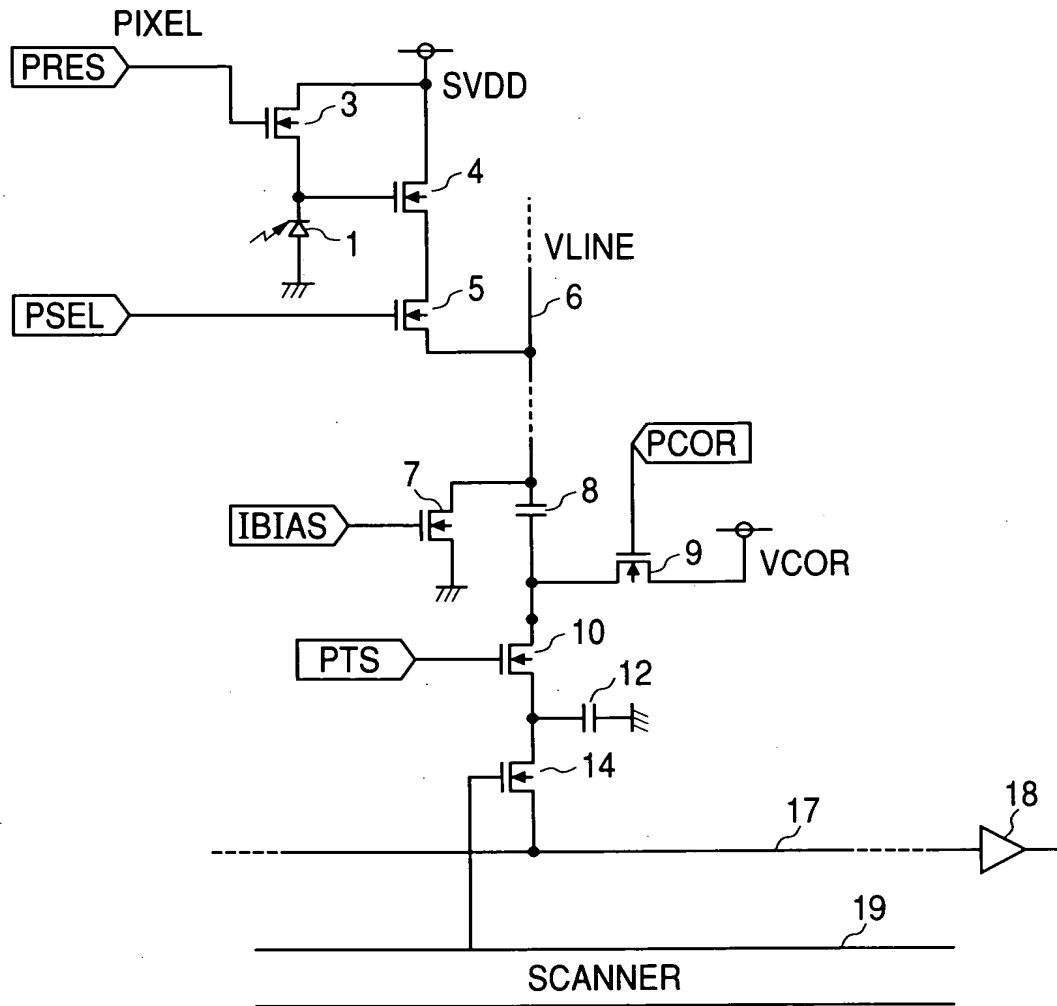 PIXEL
PRES
SVDD
3
4
1
VLINE
5
6
PSEL
PCOR
7
8
IBIAS
9
VCOR
10
PTS
12
14
18
17
19
SCANNER